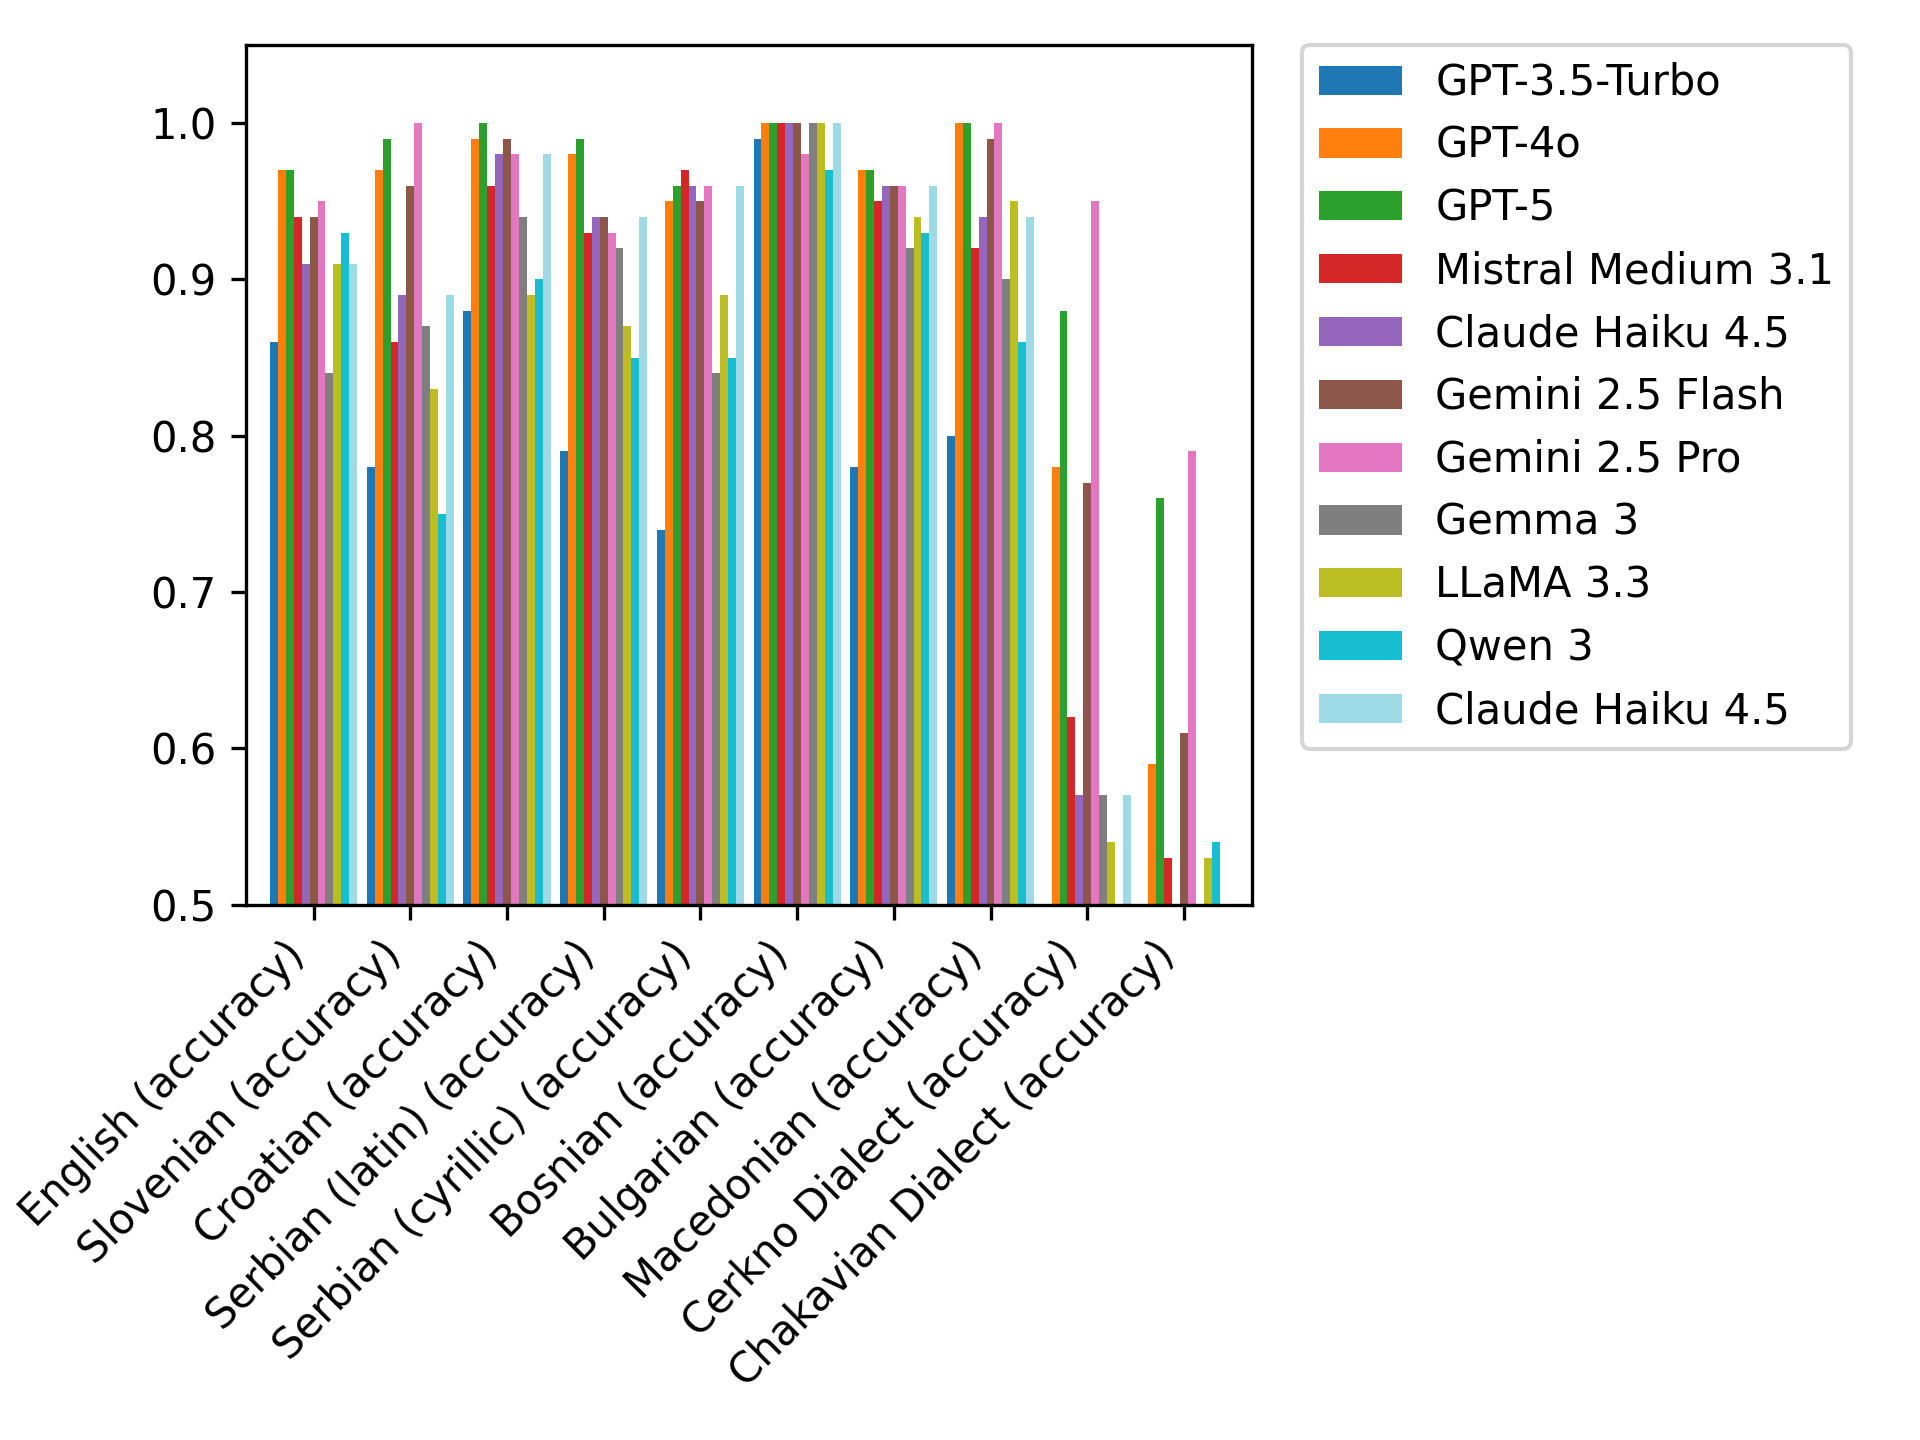 1.0
0.9
0.8
0.7
0.6
0.5
English (accuracy)
Slovenian (accuracy)
Croatian (accuracy)
Serbian (latin) (accuracy)
Serbian (cyrillic) (accuracy)
Bosnian (accuracy)
Bulgarian (accuracy)
Macedonian (accuracy)
Cerkno Dialect (accuracy)
Chakavian Dialect (accuracy)
GPT-3.5-Turbo
GPT-4o
GPT-5
Mistral Medium 3.1
Claude Haiku 4.5
Gemini 2.5 Flash
Gemini 2.5 Pro
Gemma 3
LLaMA 3.3
Qwen 3
Claude Haiku 4.5